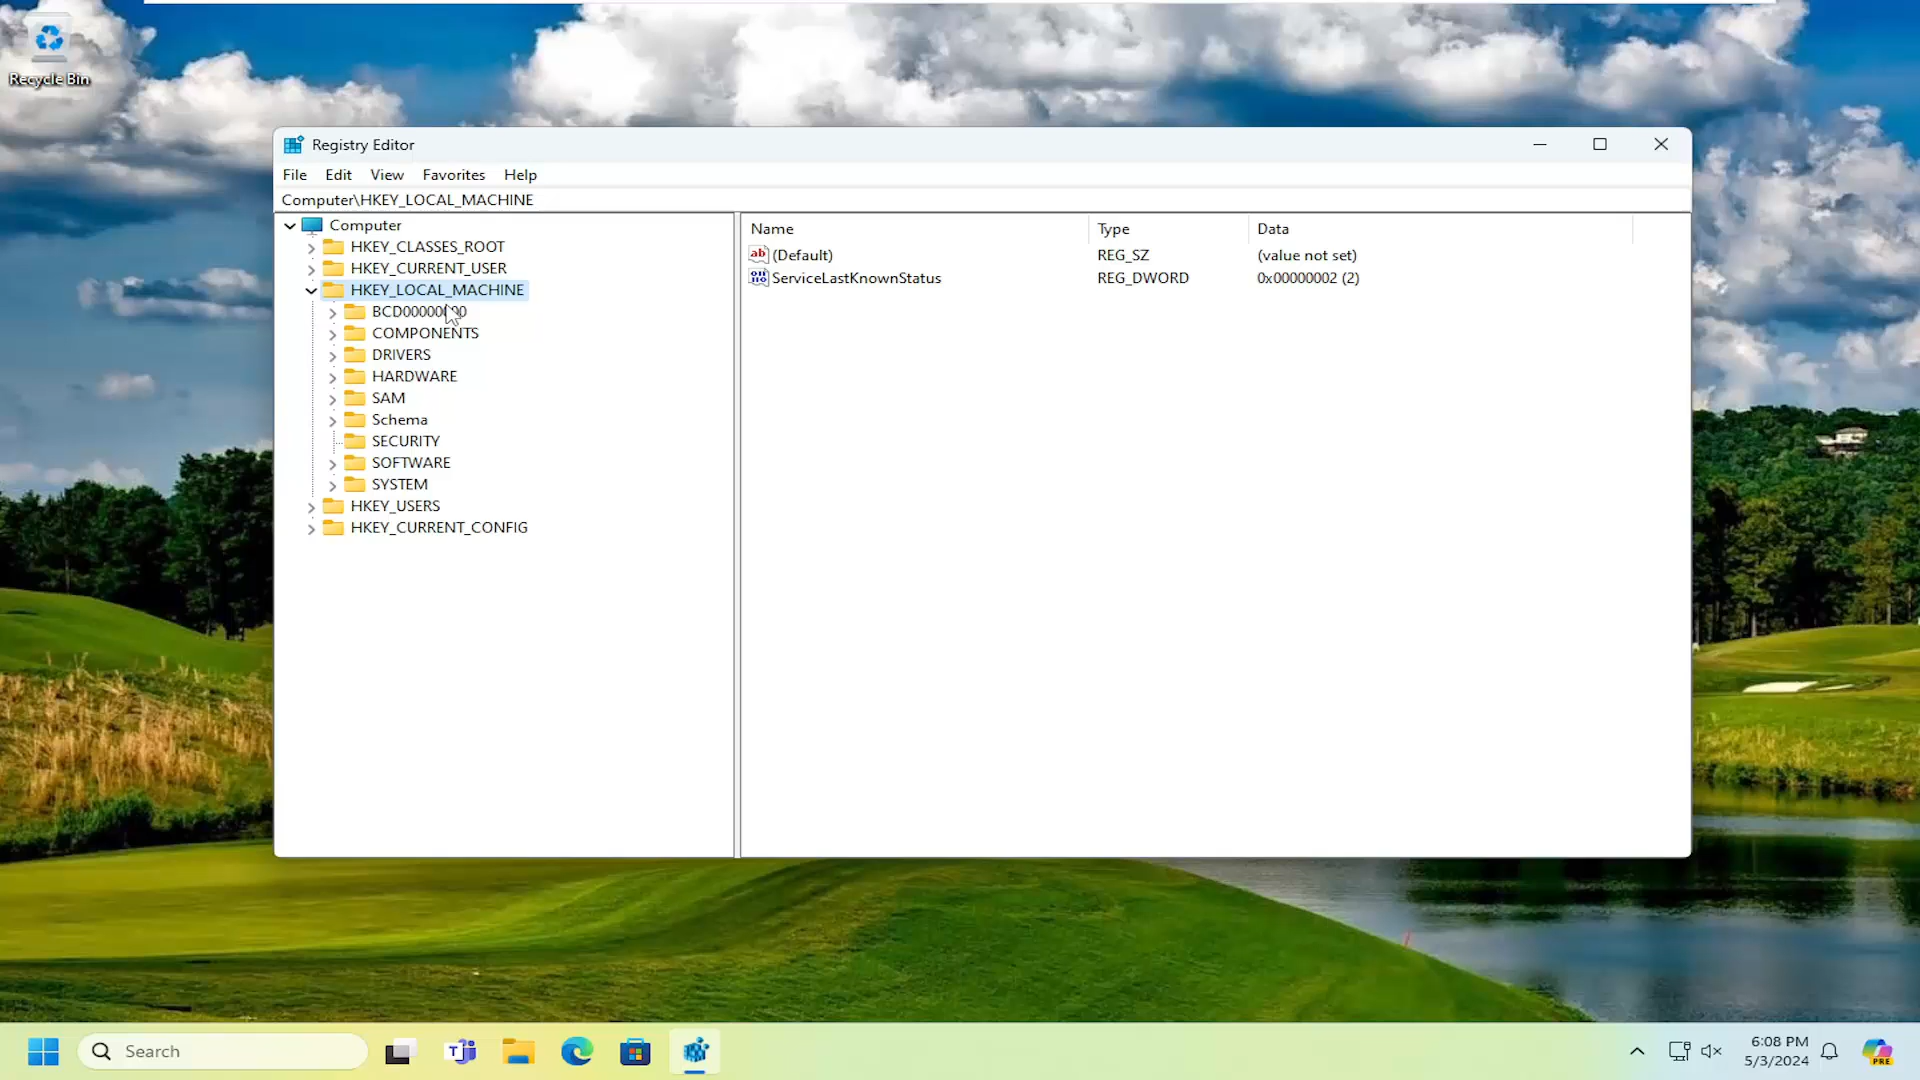 Recycle Bin
Registry Editor
File Edit View Favorites Help
Computer\HKEY_LOCAL_MACHINE
Computer
HKEY_CLASSES_ROOT
HKEY_CURRENT_USER
HKEY_LOCAL_MACHINE
BCD00000000
COMPONENTS
DRIVERS
HARDWARE
SAM
Schema
SECURITY
SOFTWARE
SYSTEM
HKEY_USERS
HKEY_CURRENT_CONFIG
Name Type Data
(Default) REG_SZ (value not set)
ServiceLastKnownStatus REG_DWORD 0x00000002 (2)
Search
6:08 PM
5/3/2024
PRE